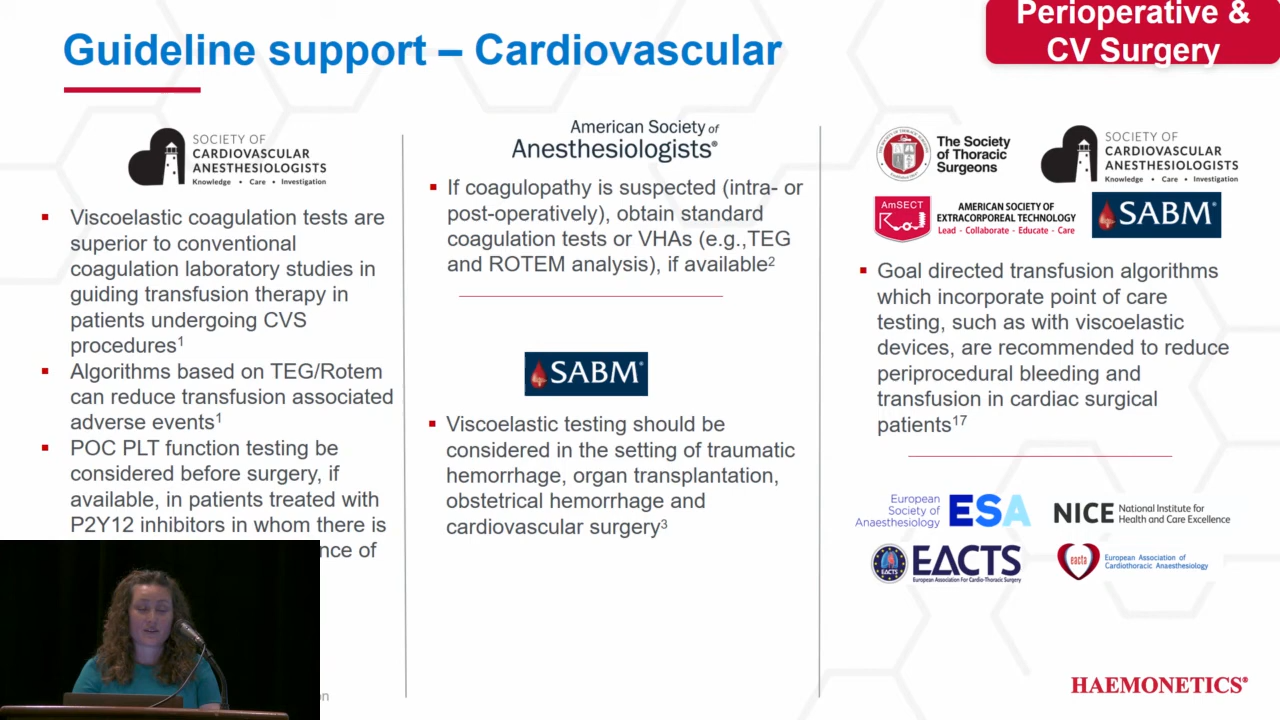 Perioperative &
CV Surgery
Guideline support – Cardiovascular
SOCIETY OF
CARDIOVASCULAR
ANESTHESIOLOGISTS
Knowledge • Care • Investigation
▪ Viscoelastic coagulation tests are
superior to conventional
coagulation laboratory studies in
guiding transfusion therapy in
patients undergoing CVS
procedures¹
▪ Algorithms based on TEG/Rotem
can reduce transfusion associated
adverse events¹
▪ POC PLT function testing be
considered before surgery, if
available, in patients treated with
P2Y12 inhibitors in whom there is
nce of
on
American Society of
Anesthesiologists®
▪ If coagulopathy is suspected (intra- or
post-operatively), obtain standard
coagulation tests or VHAs (e.g.,TEG
and ROTEM analysis), if available²
SABM®
▪ Viscoelastic testing should be
considered in the setting of traumatic
hemorrhage, organ transplantation,
obstetrical hemorrhage and
cardiovascular surgery³
The Society
of Thoracic
Surgeons
SOCIETY OF
CARDIOVASCULAR
ANESTHESIOLOGISTS
Knowledge • Care • Investigation
AmSECT
AMERICAN SOCIETY OF
EXTRACORPOREAL TECHNOLOGY
Lead - Collaborate - Educate - Care
SABM®
▪ Goal directed transfusion algorithms
which incorporate point of care
testing, such as with viscoelastic
devices, are recommended to reduce
periprocedural bleeding and
transfusion in cardiac surgical
patients¹⁷
European
Society of
Anaesthesiology
ESA
NICE National Institute for
Health and Care Excellence
EACTS
EACTS
European Association For Cardio-Thoracic Surgery
eacta
European Association of
Cardiothoracic Anaesthesiology
HAEMONETICS®